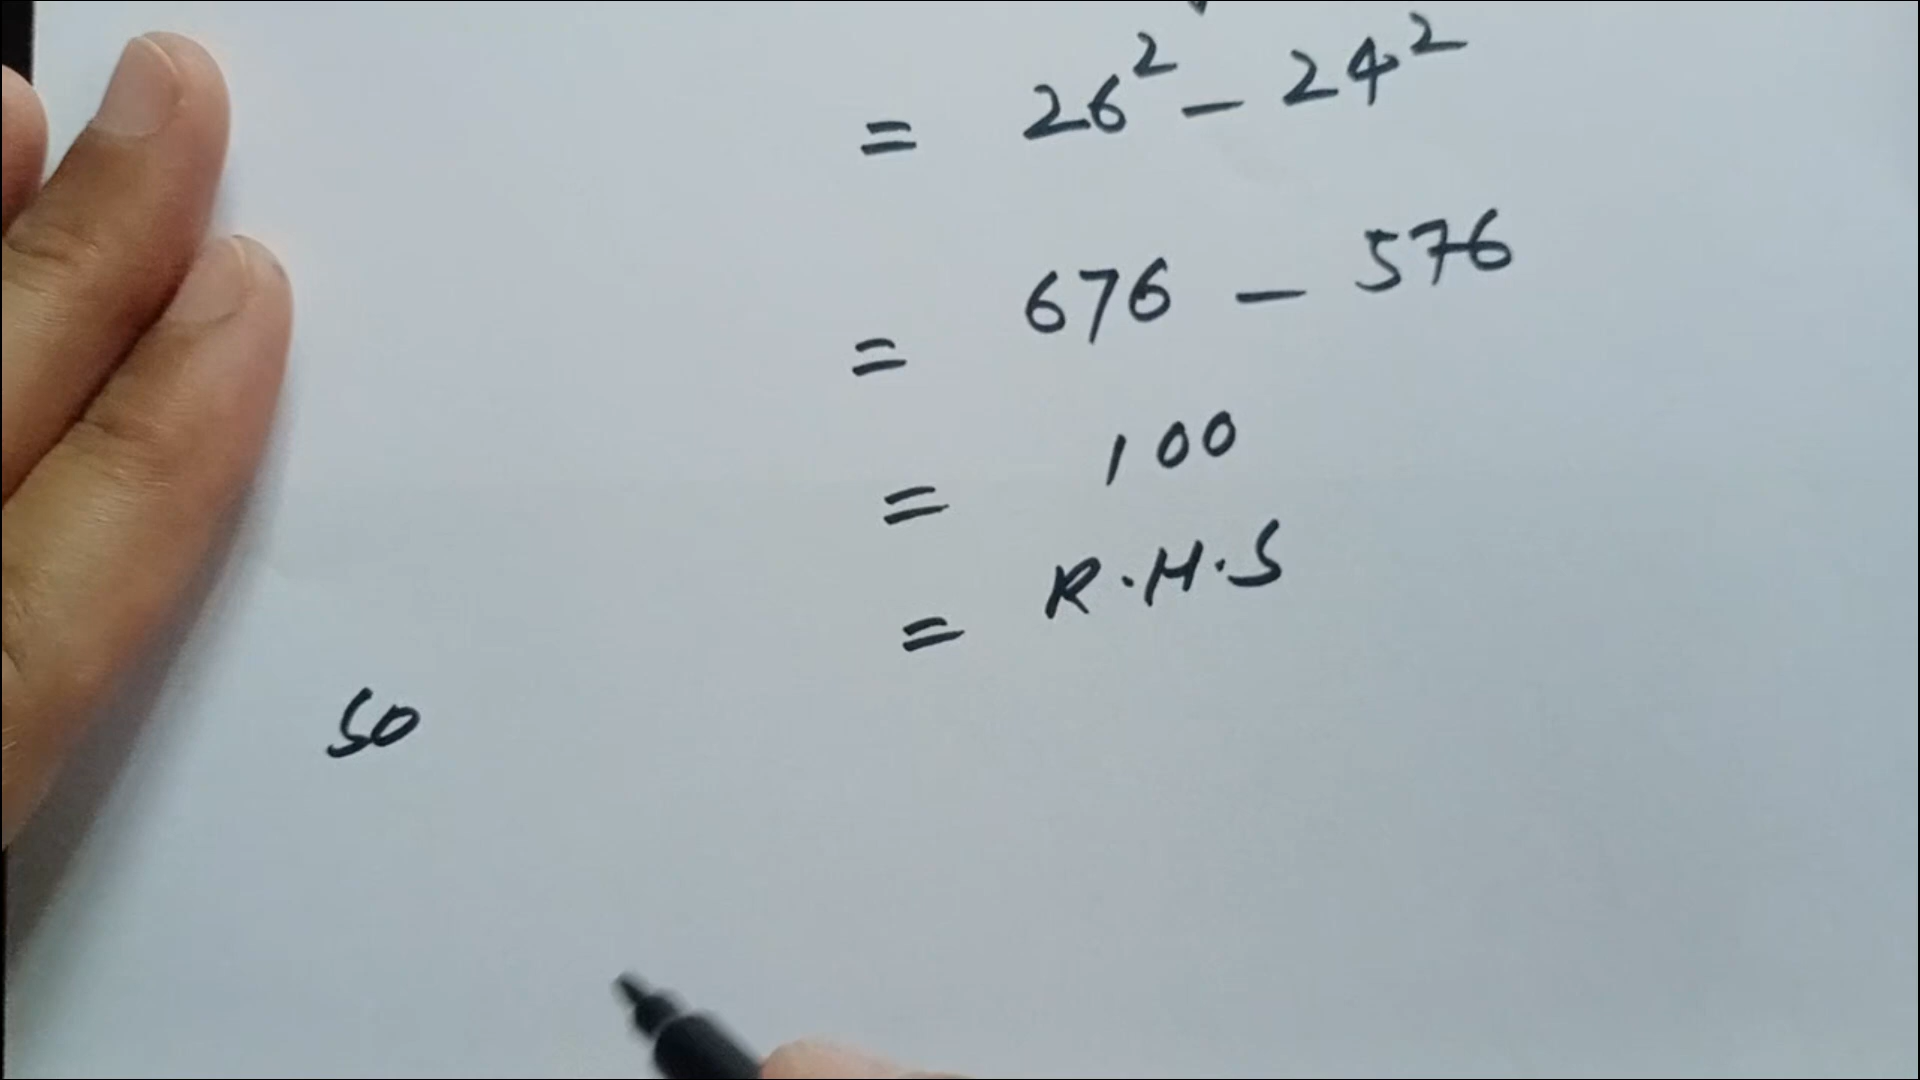 = 26² - 24²
= 676 - 576
= 100
= R.H.S
so